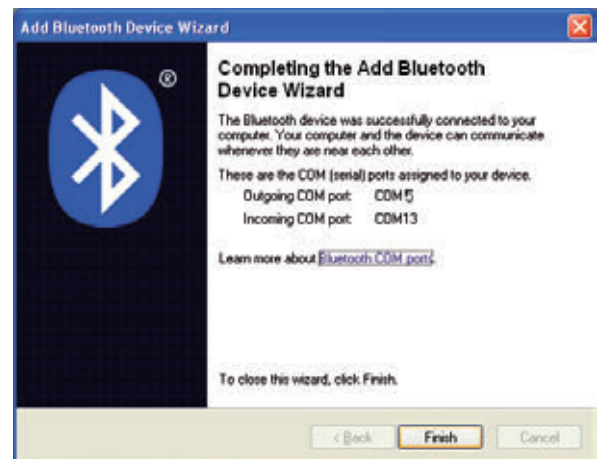 Add Bluetooth Device Wizard
®
Completing the Add Bluetooth
Device Wizard
The Bluetooth device was successfully connected to your
computer. Your computer and the device can communicate
whenever they are near each other.
These are the COM (serial) ports assigned to your device.
Outgoing COM port: COM5
Incoming COM port: COM13
Learn more about Bluetooth COM ports.
To close this wizard, click Finish.
< Back Finish Cancel